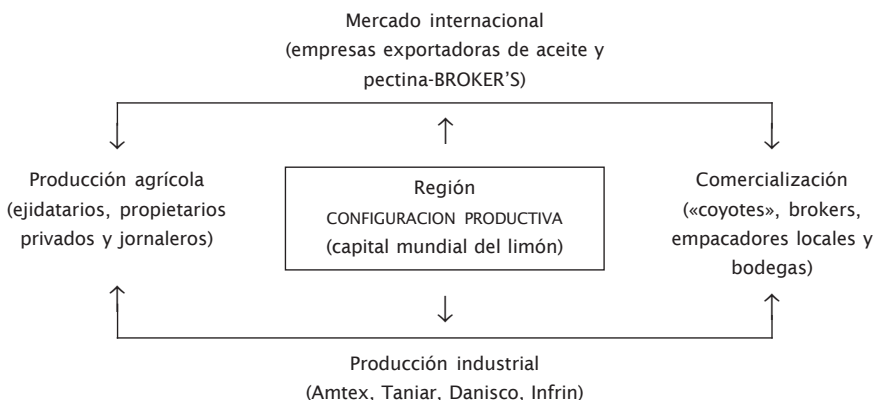 Mercado internacional
(empresas exportadoras de aceite y
pectina-BROKER'S)
Producción agrícola
(ejidatarios, propietarios
privados y jornaleros)
Región
CONFIGURACION PRODUCTIVA
(capital mundial del limón)
Comercialización
(«coyotes», brokers,
empacadores locales y
bodegas)
Producción industrial
(Amtex, Taniar, Danisco, Infrin)